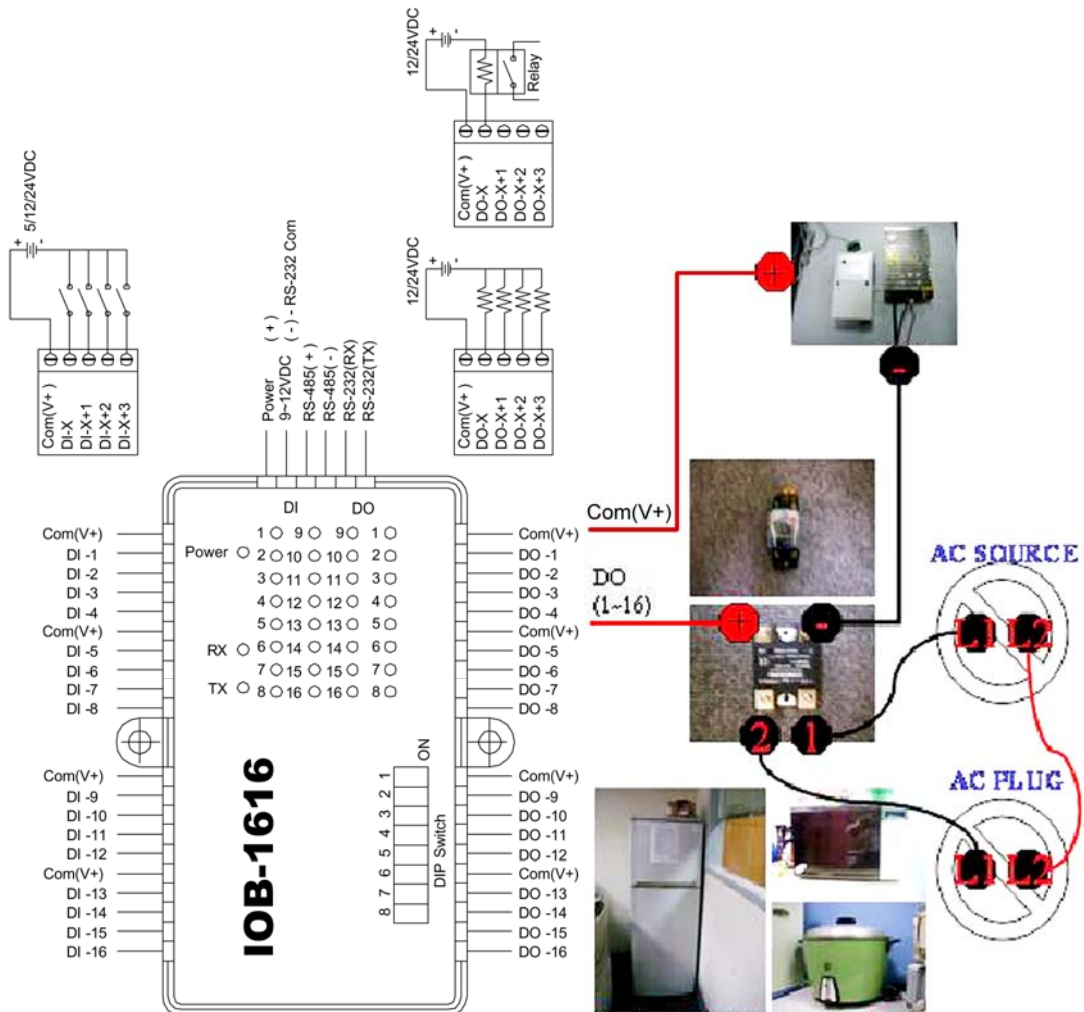 12/24VDC
+ -
Relay
Com(V+)
DO-X
DO-X+1
DO-X+2
DO-X+3
5/12/24VDC
+ -
Com(V+)
DI-X
DI-X+1
DI-X+2
DI-X+3
12/24VDC
+ -
Com(V+)
DO-X
DO-X+1
DO-X+2
DO-X+3
Power (+)
9~12VDC (-) - RS-232 Com
RS-485(+)
RS-485(-)
RS-232(RX)
RS-232(TX)
DI DO
1 9 9 1
Power 2 10 10 2
3 11 11 3
4 12 12 4
5 13 13 5
RX 6 14 14 6
7 15 15 7
TX 8 16 16 8
Com(V+)
DI -1
DI -2
DI -3
DI -4
Com(V+)
DI -5
DI -6
DI -7
DI -8
Com(V+)
DI -9
DI -10
DI -11
DI -12
Com(V+)
DI -13
DI -14
DI -15
DI -16
IOB-1616
ON
1
2
3
4
5
6
7
8
DIP Switch
Com(V+)
DO -1
DO -2
DO -3
DO -4
Com(V+)
DO -5
DO -6
DO -7
DO -8
Com(V+)
DO -9
DO -10
DO -11
DO -12
Com(V+)
DO -13
DO -14
DO -15
DO -16
Com(V+)
DO
(1~16)
+
-
+
-
2 1
AC SOURCE
L1 L2
AC PLUG
L1 L2